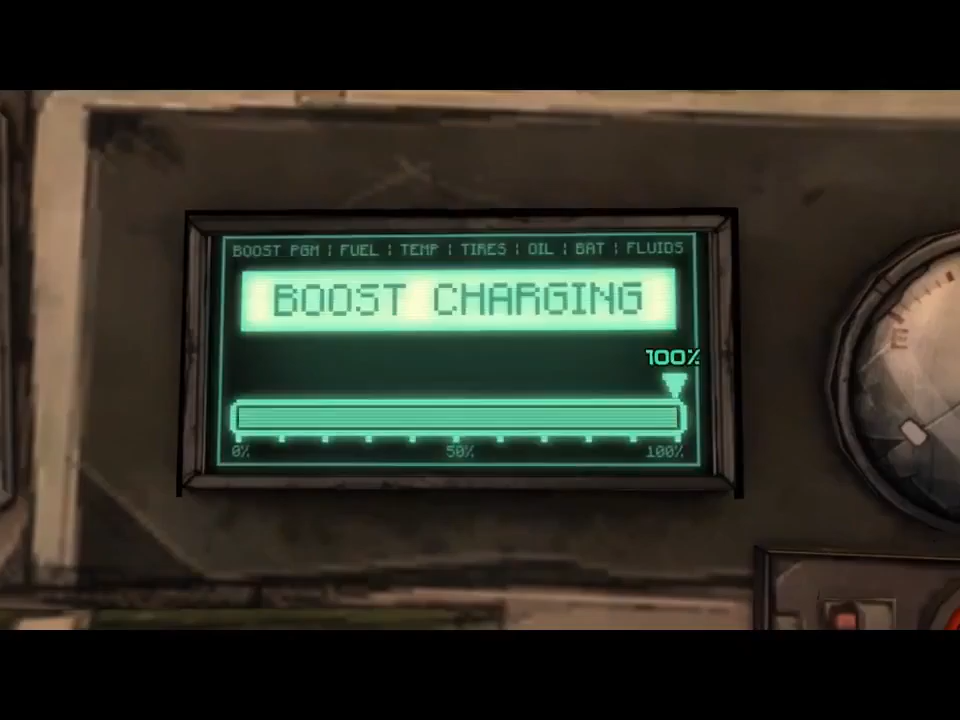 BOOST PGM ¦ FUEL ¦ TEMP ¦ TIRES ¦ OIL ¦ BAT ¦ FLUIDS
BOOST CHARGING
100%
0% 50% 100%